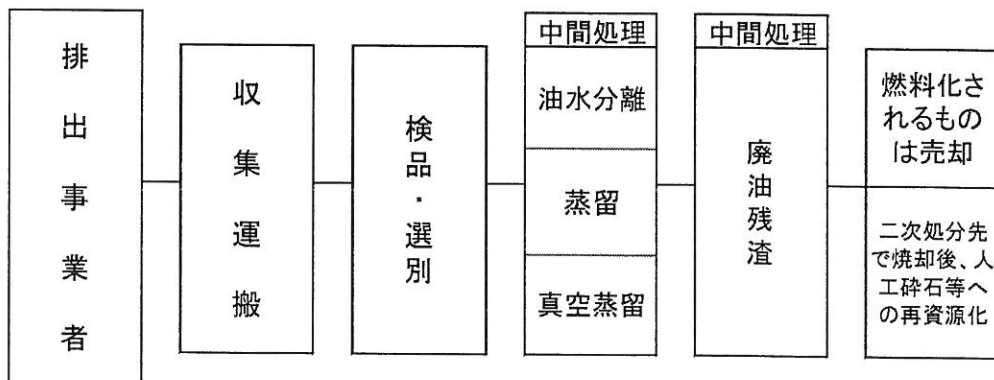 排出事業者
収集運搬
検品・選別
中間処理
油水分離
蒸留
真空蒸留
中間処理
廃油残渣
燃料化さ
れるもの
は売却
二次処分先
で焼却後、人
工砕石等へ
の再資源化